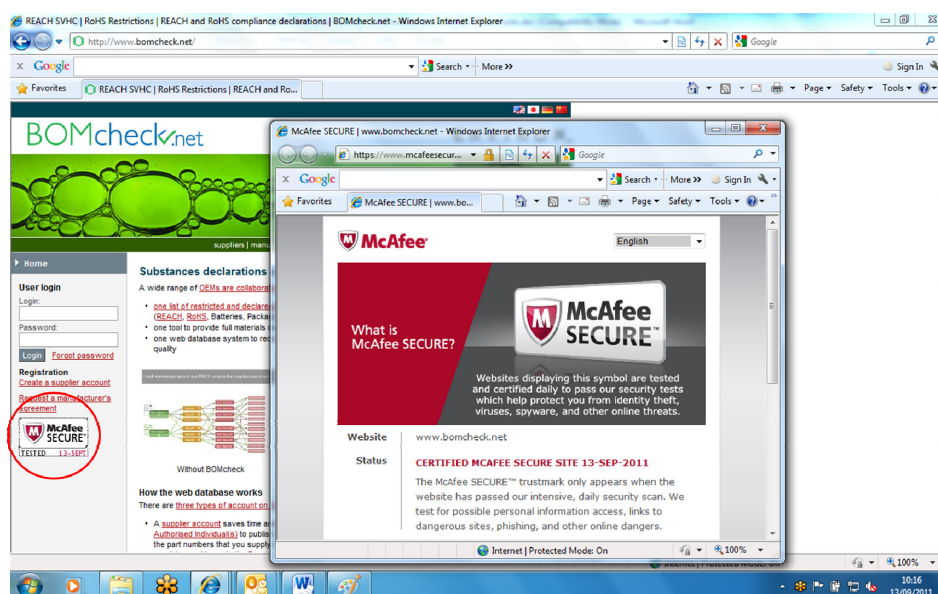 REACH SVHC | RoHS Restrictions | REACH and RoHS compliance declarations | BOMcheck.net - Windows Internet Explorer
http://www.bomcheck.net/
Google
x Google
Search
More >>
Sign In
Favorites
REACH SVHC | RoHS Restrictions | REACH and Ro...
Page
Safety
Tools
BOMcheck.net
suppliers | manu
Home
User login
Login:
Password:
Login Forgot password
Registration
Create a supplier account
Request a manufacturer's
agreement
McAfee
SECURE
TESTED 13-SEPT
Substances declarations
A wide range of OEMs are collaborat
• one list of restricted and declare
(REACH, RoHS, Batteries, Packa
• one tool to provide full materials
• one web database system to re
quality
Without BOMcheck
How the web database works
There are three types of account on
• A supplier account saves time a
Authorised Individual(s) to publis
the part numbers that you supply
McAfee SECURE | www.bomcheck.net - Windows Internet Explorer
https://www.mcafeesecur...
Google
x Google
Search
More >>
Sign In
Favorites
McAfee SECURE | www.bo...
Page
Safety
Tools
McAfee
English
What is
McAfee SECURE?
McAfee
SECURE™
Websites displaying this symbol are tested
and certified daily to pass our security tests
which help protect you from identity theft,
viruses, spyware, and other online threats.
Website www.bomcheck.net
Status CERTIFIED MCAFEE SECURE SITE 13-SEP-2011
The McAfee SECURE™ trustmark only appears when the
website has passed our intensive, daily security scan. We
test for possible personal information access, links to
dangerous sites, phishing, and other online dangers.
Internet | Protected Mode: On
100%
Internet | Protected Mode: On
100%
10:16
13/09/2011